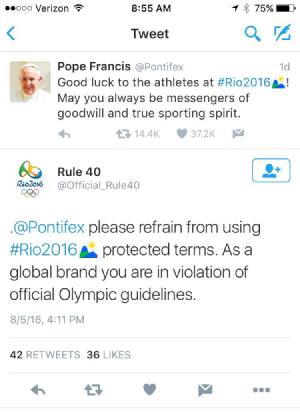 Verizon 8:55 AM 75%
Tweet
Pope Francis @Pontifex 1d
Good luck to the athletes at #Rio2016!
May you always be messengers of
goodwill and true sporting spirit.
14.4K 37.2K
Rule 40
@Official_Rule40
Rio2016
.@Pontifex please refrain from using
#Rio2016 protected terms. As a
global brand you are in violation of
official Olympic guidelines.
8/5/16, 4:11 PM
42 RETWEETS 36 LIKES